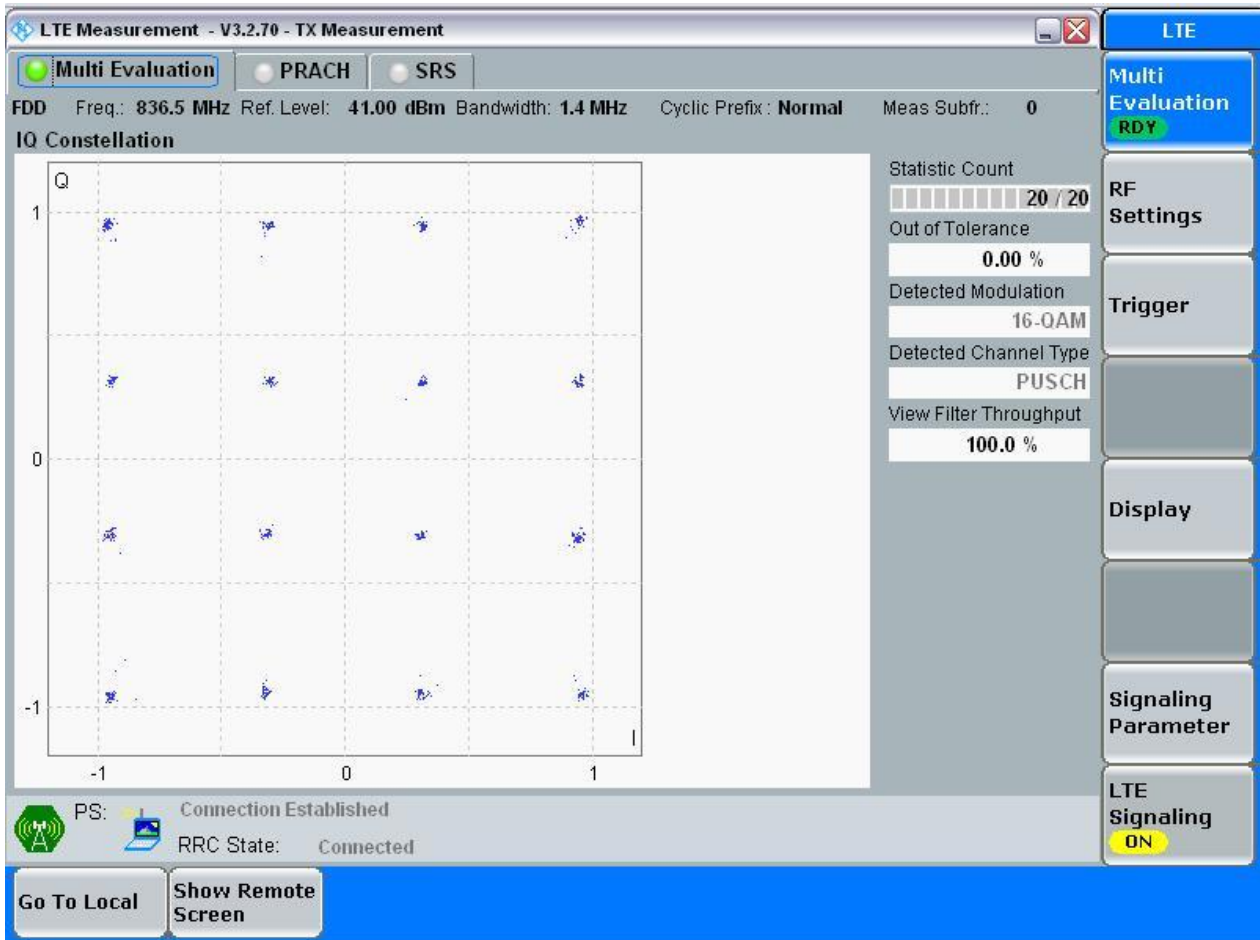 LTE Measurement - V3.2.70 - TX Measurement
LTE
Multi Evaluation PRACH SRS
FDD Freq.: 836.5 MHz Ref. Level: 41.00 dBm Bandwidth: 1.4 MHz Cyclic Prefix : Normal Meas Subfr.: 0
IQ Constellation
Q
1
0
-1
I
-1 0 1
Statistic Count
20 / 20
Out of Tolerance
0.00 %
Detected Modulation
16-QAM
Detected Channel Type
PUSCH
View Filter Throughput
100.0 %
Multi
Evaluation
RDY
RF
Settings
Trigger
Display
Signaling
Parameter
LTE
Signaling
ON
PS: Connection Established
RRC State: Connected
Go To Local
Show Remote
Screen